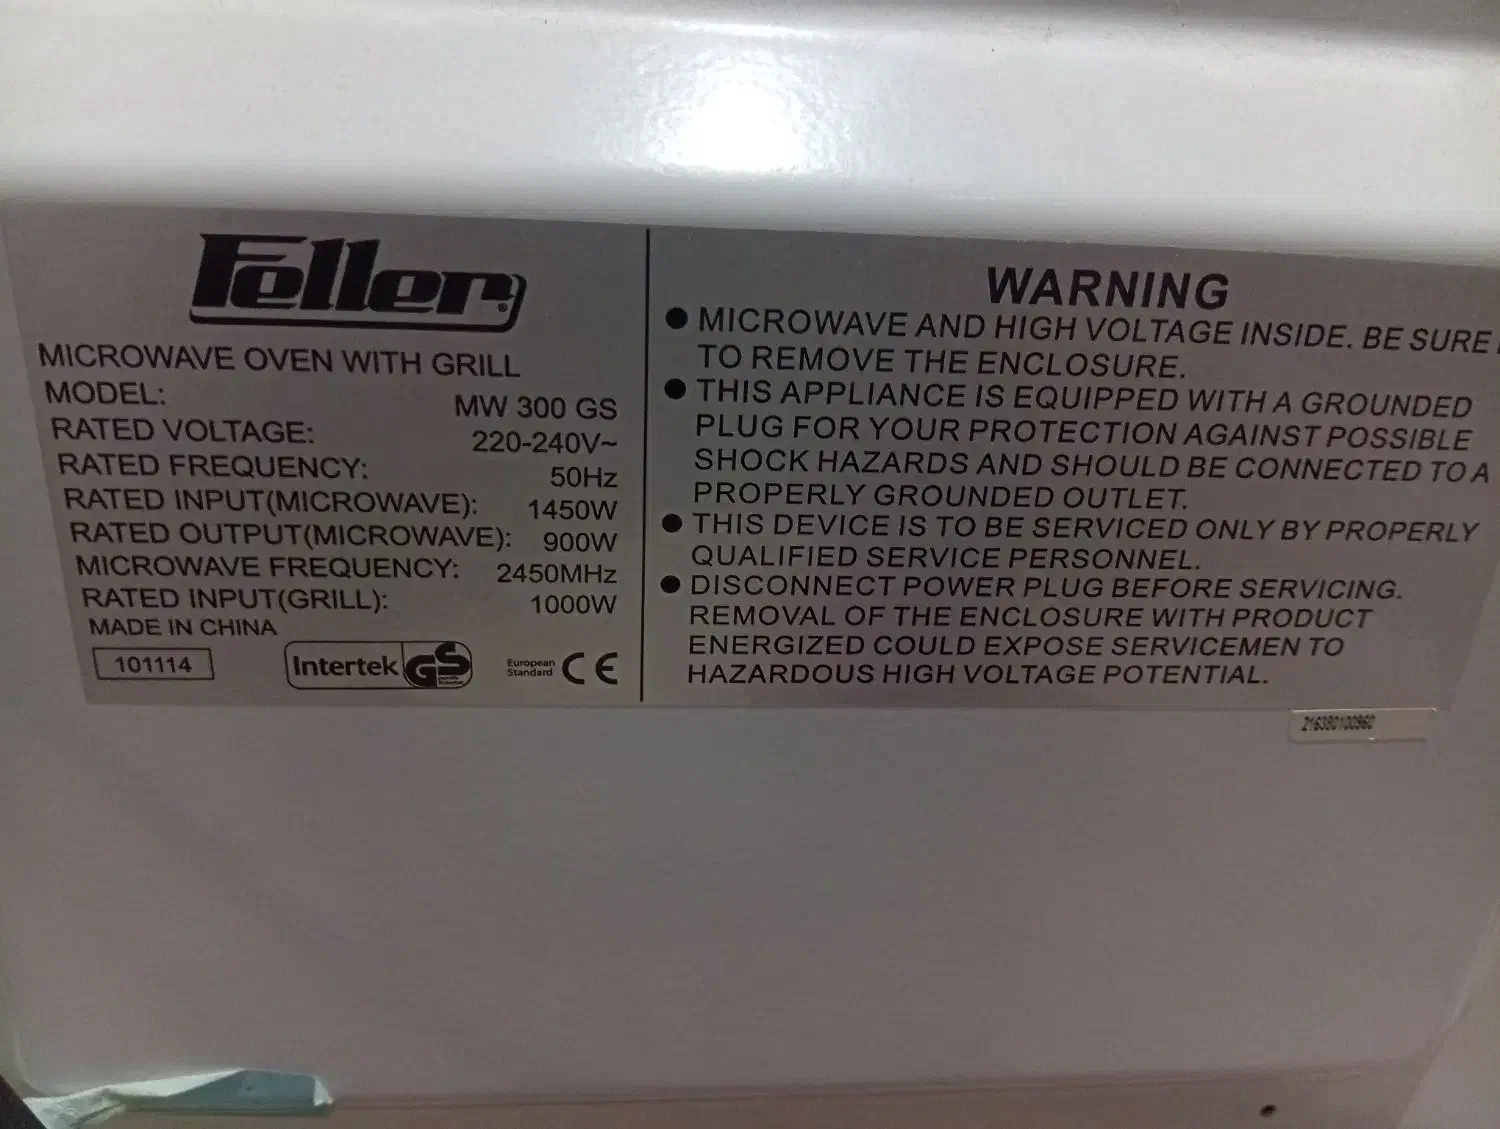 Feller
MICROWAVE OVEN WITH GRILL
MODEL: MW 300 GS
RATED VOLTAGE: 220-240V~
RATED FREQUENCY: 50Hz
RATED INPUT(MICROWAVE): 1450W
RATED OUTPUT(MICROWAVE): 900W
MICROWAVE FREQUENCY: 2450MHz
RATED INPUT(GRILL): 1000W
MADE IN CHINA
101114
Intertek GS
European
Standard CE
WARNING
● MICROWAVE AND HIGH VOLTAGE INSIDE. BE SURE
TO REMOVE THE ENCLOSURE.
● THIS APPLIANCE IS EQUIPPED WITH A GROUNDED
PLUG FOR YOUR PROTECTION AGAINST POSSIBLE
SHOCK HAZARDS AND SHOULD BE CONNECTED TO A
PROPERLY GROUNDED OUTLET.
● THIS DEVICE IS TO BE SERVICED ONLY BY PROPERLY
QUALIFIED SERVICE PERSONNEL.
● DISCONNECT POWER PLUG BEFORE SERVICING.
REMOVAL OF THE ENCLOSURE WITH PRODUCT
ENERGIZED COULD EXPOSE SERVICEMEN TO
HAZARDOUS HIGH VOLTAGE POTENTIAL.